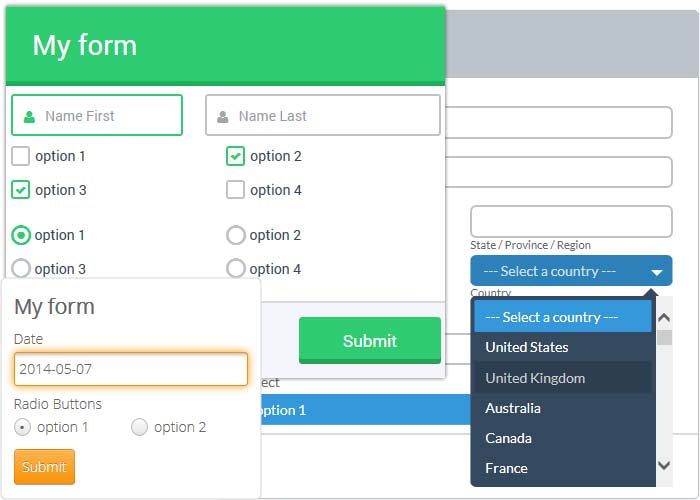 My form
Name First
Name Last
option 1
option 2
option 3
option 4
option 1
option 2
option 3
option 4
Submit
State / Province / Region
--- Select a country ---
Country
--- Select a country ---
United States
United Kingdom
Australia
Canada
France
ect
option 1
My form
Date
2014-05-07
Radio Buttons
option 1
option 2
Submit